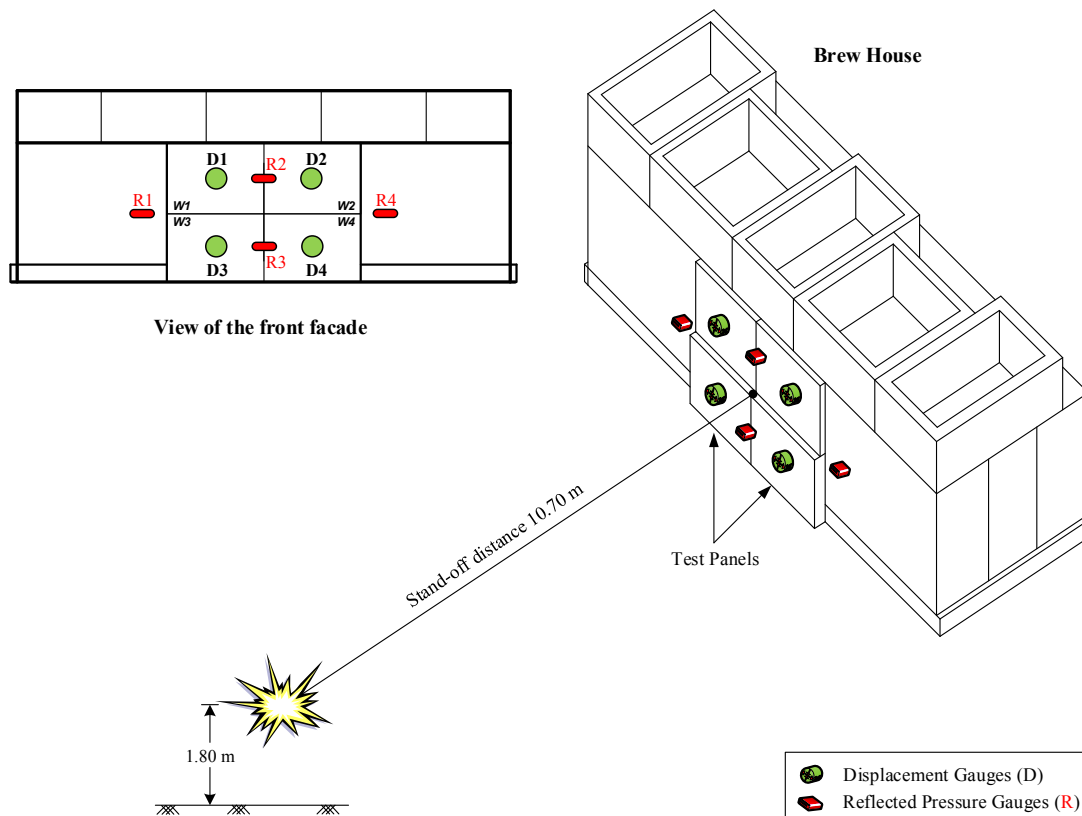 Brew House
D1
R2
D2
R1
W1
W2
R4
W3
W4
D3
R3
D4
View of the front facade
Test Panels
Stand-off distance 10.70 m
1.80 m
Displacement Gauges (D)
Reflected Pressure Gauges (R)